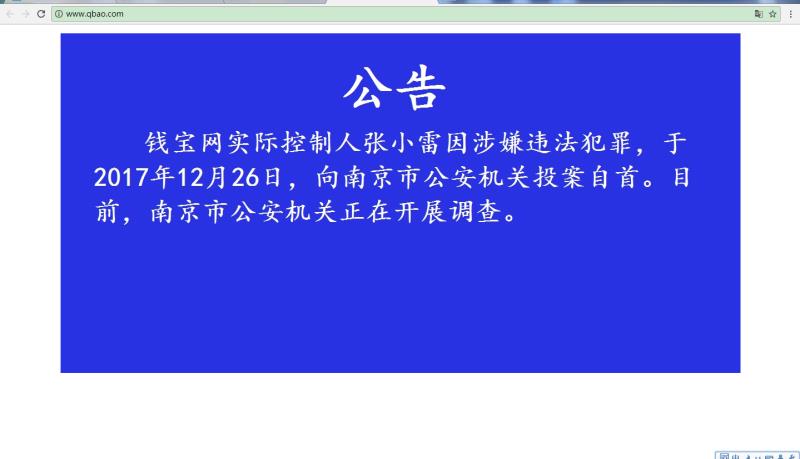 www.qbao.com
公告
钱宝网实际控制人张小雷因涉嫌违法犯罪，于
2017年12月26日，向南京市公安机关投案自首。目
前，南京市公安机关正在开展调查。